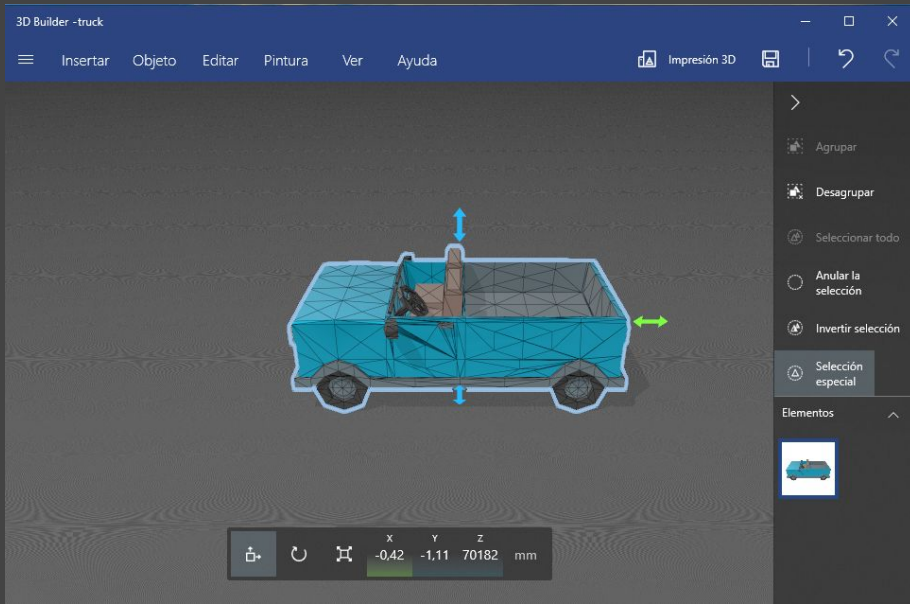 3D Builder -truck
Insertar Objeto Editar Pintura Ver Ayuda Impresión 3D
Agrupar
Desagrupar
Seleccionar todo
Anular la
selección
Invertir selección
Selección
especial
Elementos
X Y Z
-0,42 -1,11 70182 mm